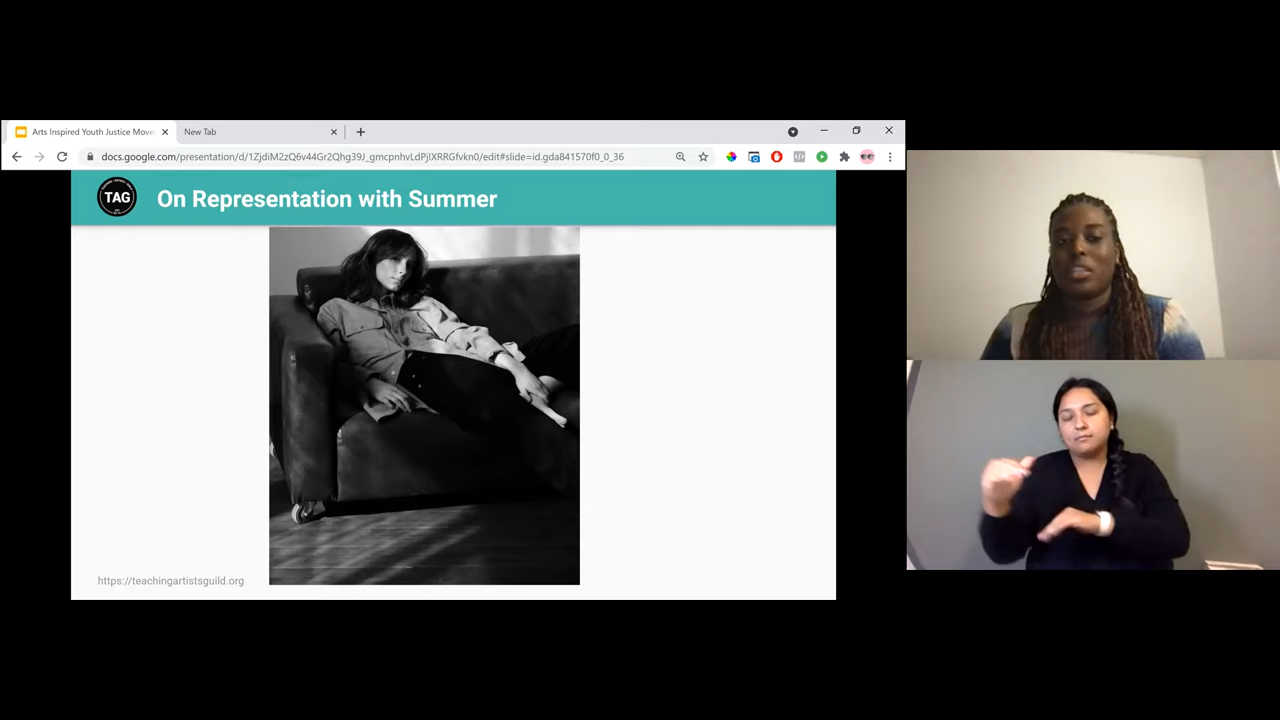 Arts Inspired Youth Justice Move
New Tab
docs.google.com/presentation/d/1ZjdiM2zQ6v44Gr2Qhg39J_gmcpnhvLdPjIXRRGfvkn0/edit#slide=id.gda841570f0_0_36
TAG
On Representation with Summer
https://teachingartistsguild.org